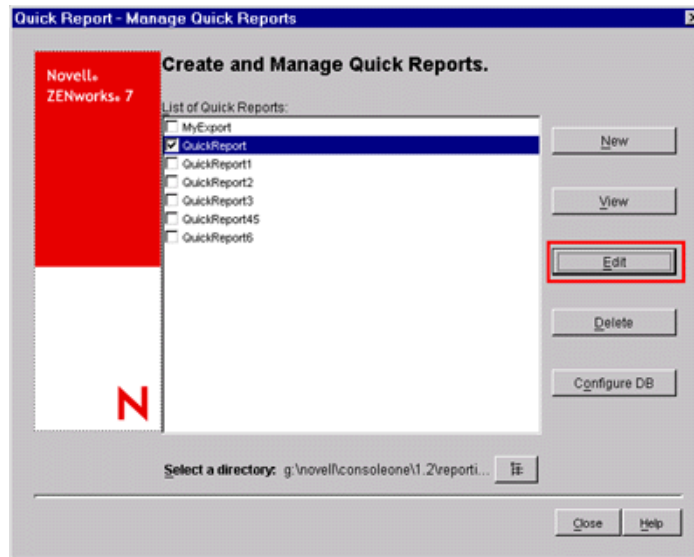 Quick Report - Manage Quick Reports
Novell®
ZENworks® 7
Create and Manage Quick Reports.
List of Quick Reports:
MyExport
QuickReport
QuickReport1
QuickReport2
QuickReport3
QuickReport45
QuickReport6
New
View
Edit
Delete
Configure DB
N
Select a directory: g:\novell\consoleone\1.2\reporti...
Close
Help